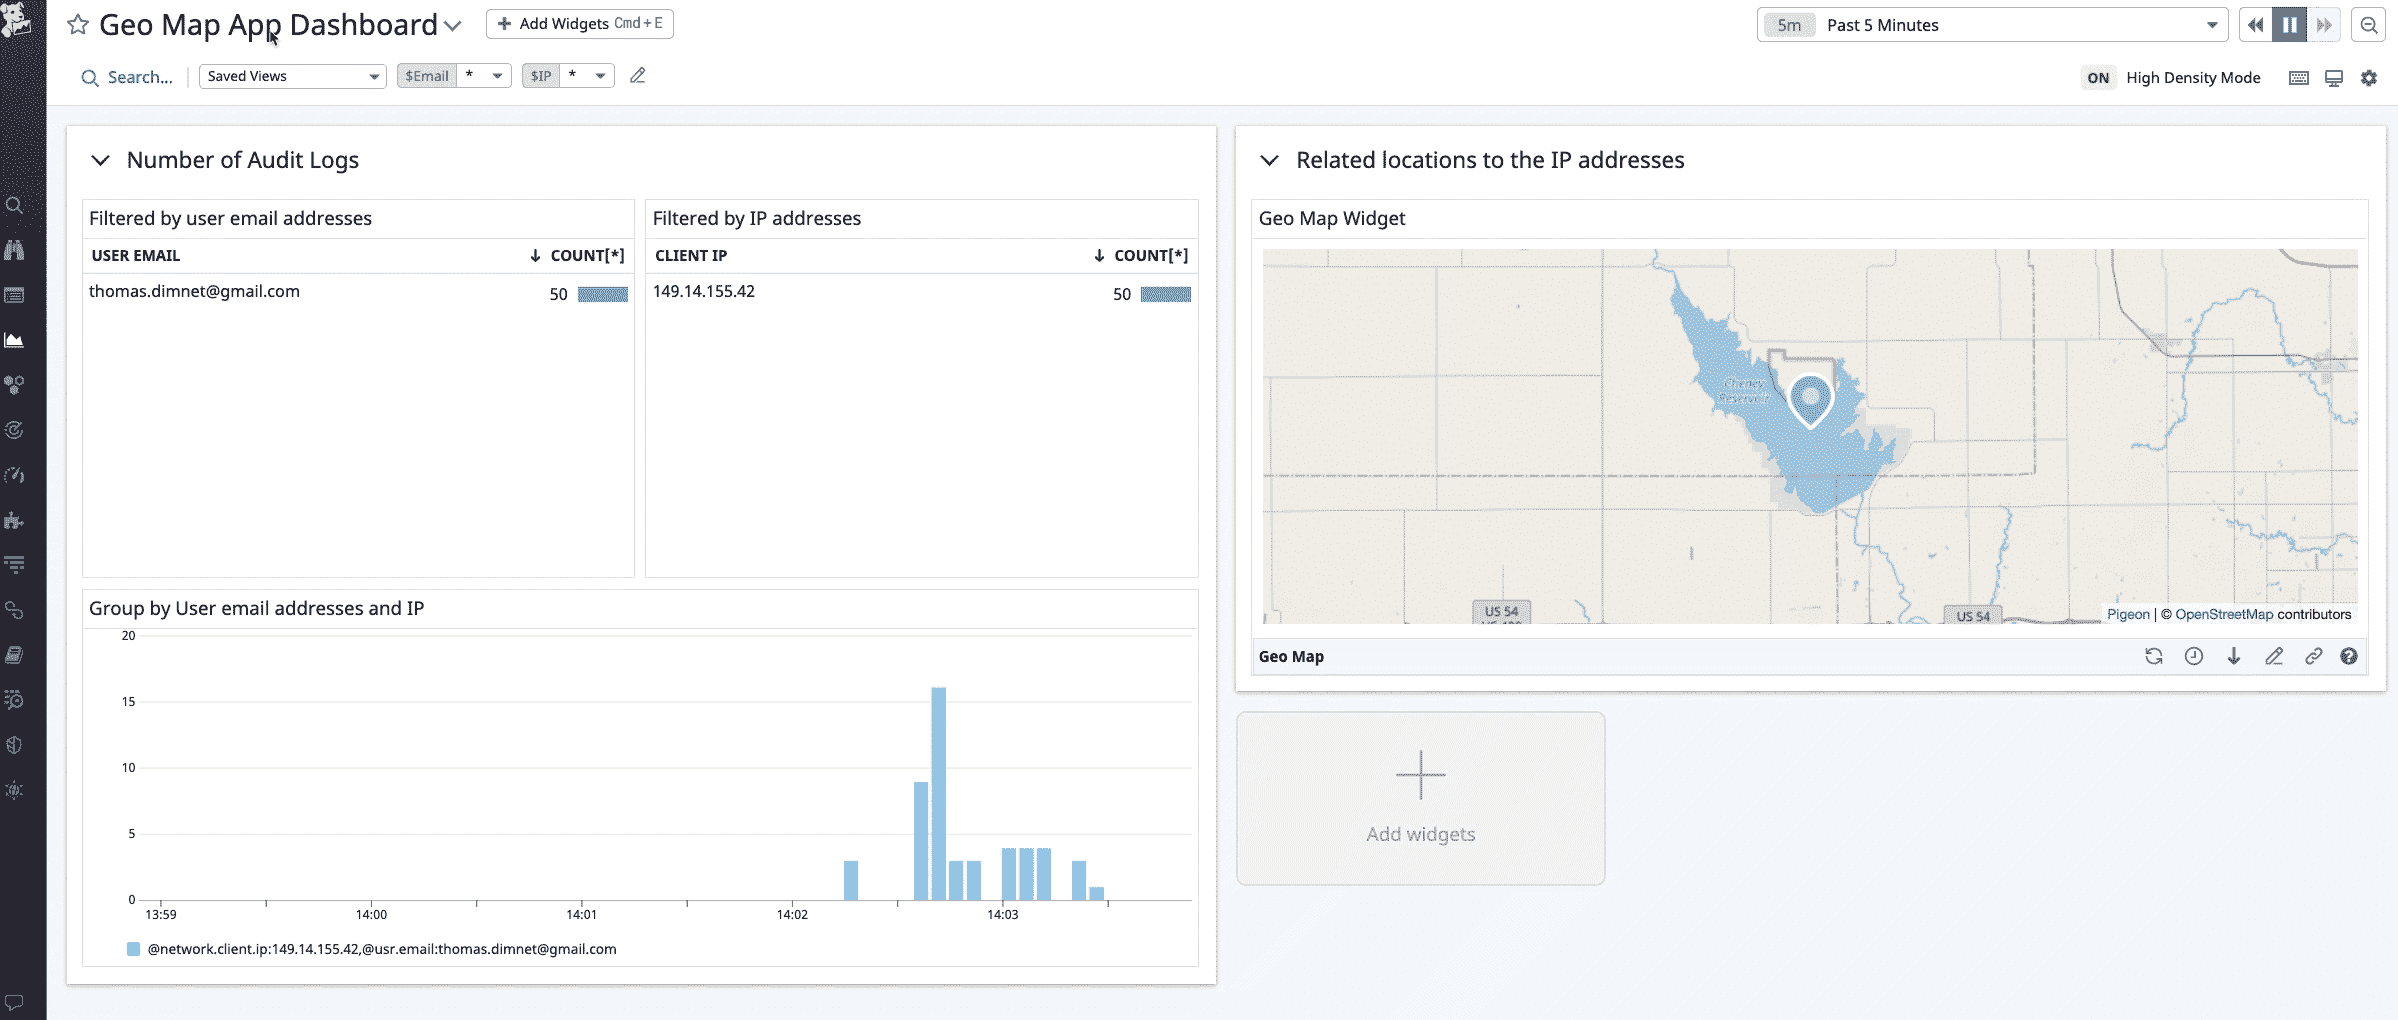 Geo Map App Dashboard
Add Widgets Cmd+E
5m Past 5 Minutes
Search...
Saved Views
$Email *
$IP *
ON High Density Mode
Number of Audit Logs
Filtered by user email addresses
USER EMAIL ↓ COUNT[*]
thomas.dimnet@gmail.com 50
Filtered by IP addresses
CLIENT IP ↓ COUNT[*]
149.14.155.42 50
Group by User email addresses and IP
20
15
10
5
0
13:59 14:00 14:01 14:02 14:03
@network.client.ip:149.14.155.42,@usr.email:thomas.dimnet@gmail.com
Related locations to the IP addresses
Geo Map Widget
Cheney
Reservoir
US 54
US 54
Pigeon | © OpenStreetMap contributors
Geo Map
Add widgets